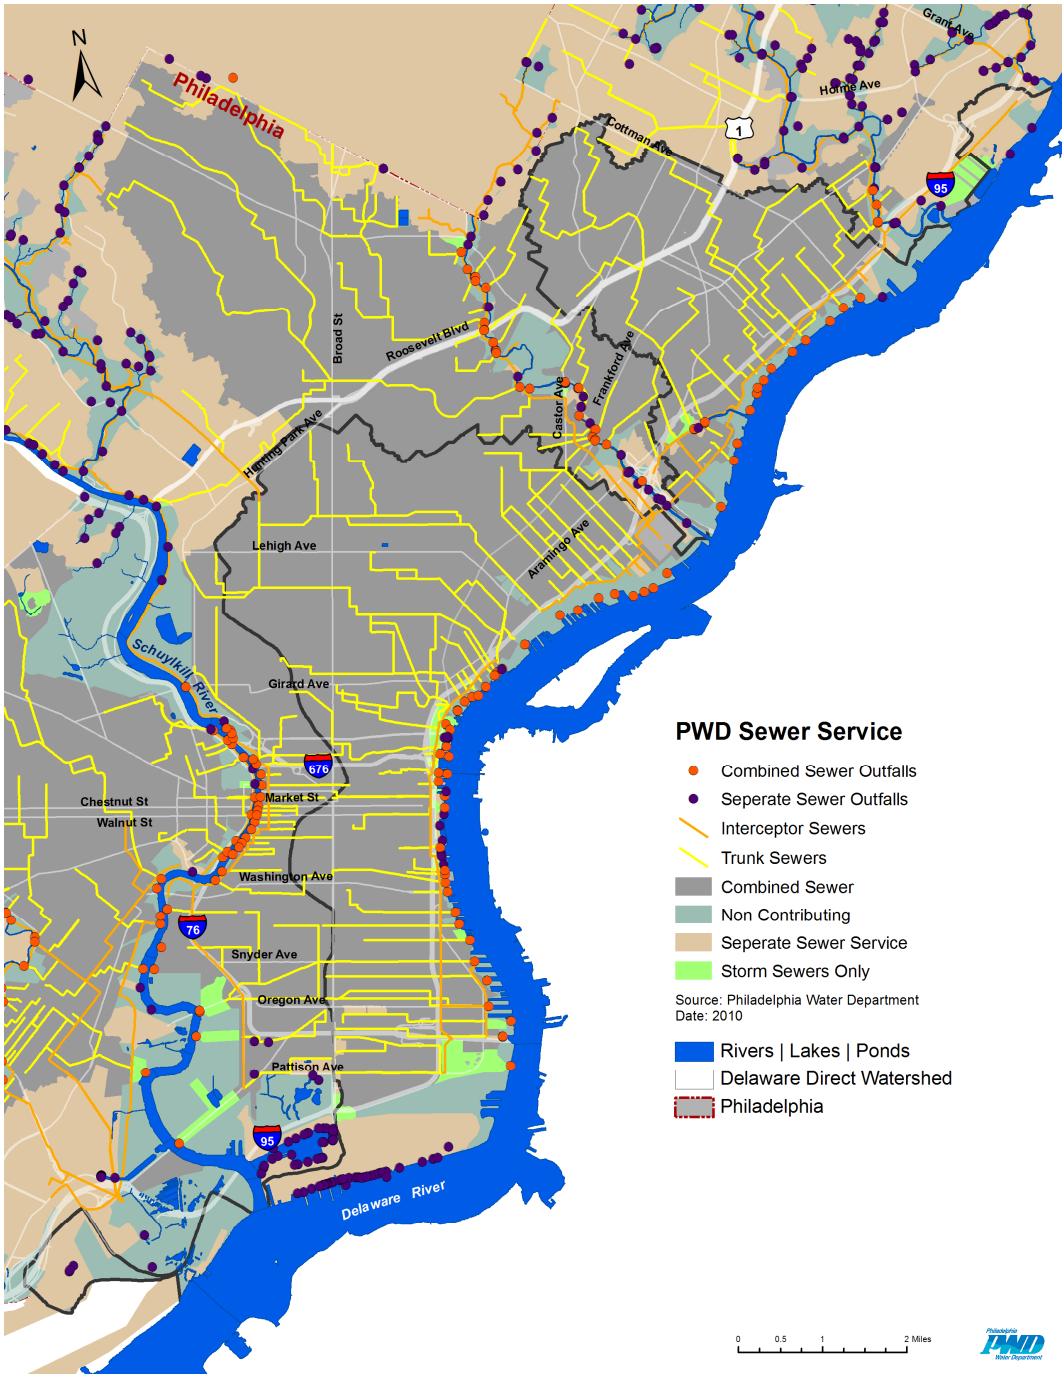 N
Philadelphia
Grant Ave
Holme Ave
Cottman Ave
1
95
Broad St
Roosevelt Blvd
Frankford Ave
Castor Ave
Hunting Park Ave
Lehigh Ave
Aramingo Ave
Schuylkill River
Girard Ave
676
Chestnut St
Market St
Walnut St
Washington Ave
76
Snyder Ave
Oregon Ave
Pattison Ave
95
Delaware River
PWD Sewer Service
Combined Sewer Outfalls
Seperate Sewer Outfalls
Interceptor Sewers
Trunk Sewers
Combined Sewer
Non Contributing
Seperate Sewer Service
Storm Sewers Only
Source: Philadelphia Water Department
Date: 2010
Rivers | Lakes | Ponds
Delaware Direct Watershed
Philadelphia
0 0.5 1 2 Miles
Philadelphia
PWD
Water Department